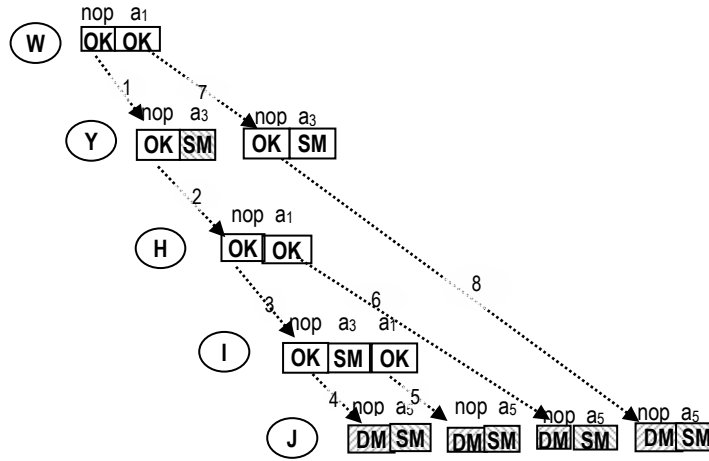 nop a1
W OK OK
1 7
nop a3 nop a3
Y OK SM OK SM
2
nop a1
H OK OK
3 6 8
nop a3 a1
I OK SM OK
4 5
nop a5 nop a5 nop a5 nop a5
J DM SM DM SM DM SM DM SM